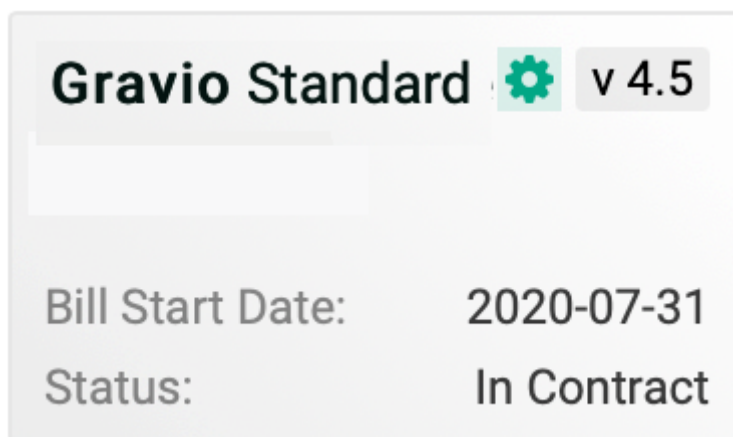 Gravio Standard v 4.5
Bill Start Date: 2020-07-31
Status: In Contract